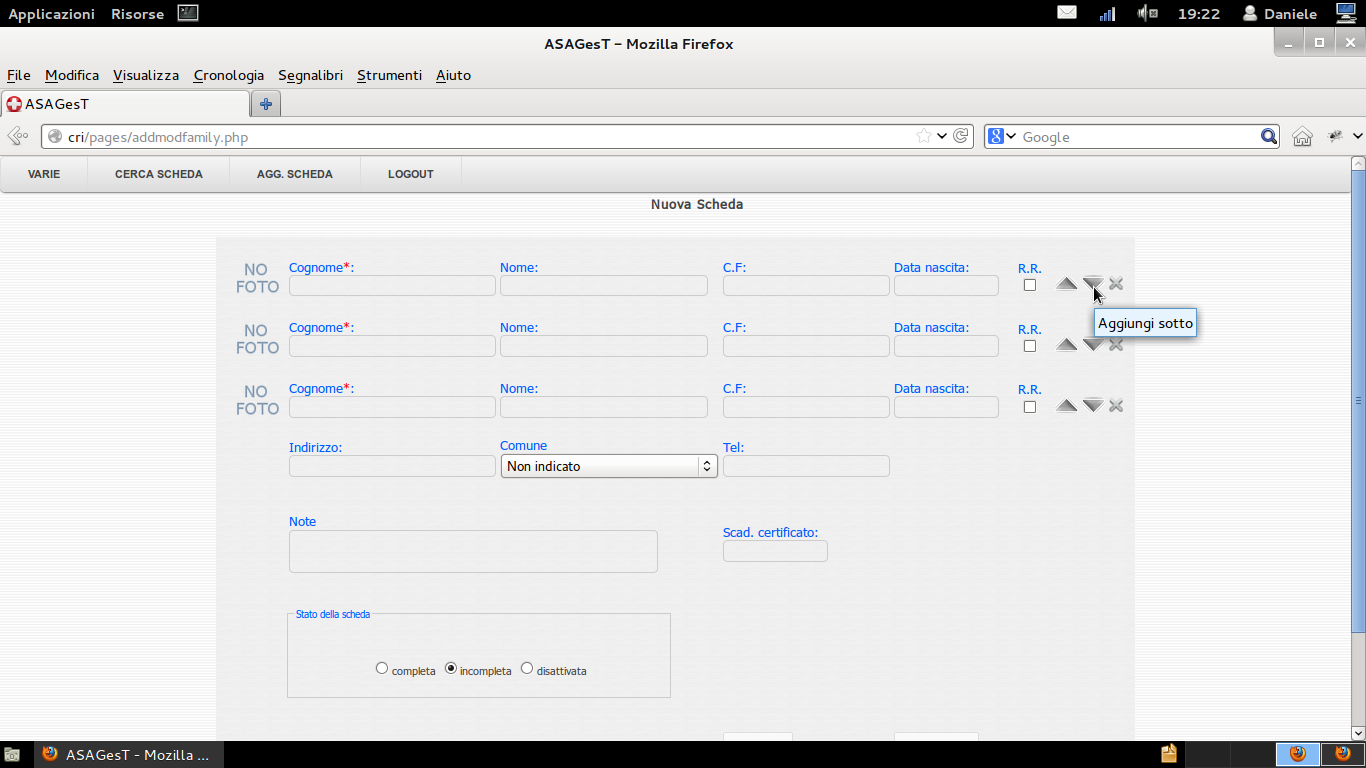 Applicazioni Risorse 19:22 Daniele
ASAGesT – Mozilla Firefox
File Modifica Visualizza Cronologia Segnalibri Strumenti Aiuto
ASAGesT
cri/pages/addmodfamily.php Google
VARIE CERCA SCHEDA AGG. SCHEDA LOGOUT
Nuova Scheda
NO FOTO Cognome*: Nome: C.F: Data nascita: R.R.
Aggiungi sotto
NO FOTO Cognome*: Nome: C.F: Data nascita: R.R.
NO FOTO Cognome*: Nome: C.F: Data nascita: R.R.
Indirizzo: Comune Tel:
Non indicato
Note Scad. certificato:
Stato della scheda
completa incompleta disattivata
ASAGesT - Mozilla ...